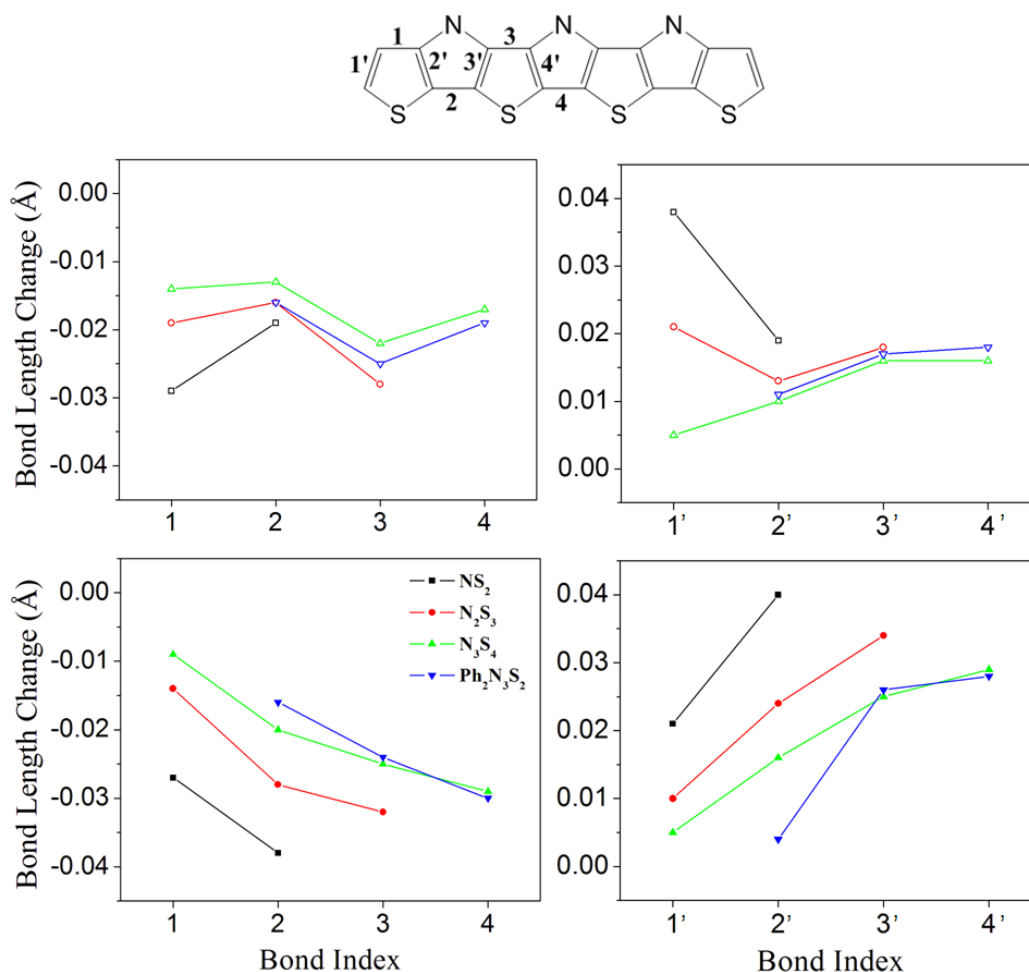 N N N
1 3
1' 2' 3' 4'
2 4
S S S S
Bond Length Change (Å)
0.00
-0.01
-0.02
-0.03
-0.04
1 2 3 4
0.04
0.03
0.02
0.01
0.00
1’ 2’ 3’ 4’
Bond Length Change (Å)
0.00
-0.01
-0.02
-0.03
-0.04
NS₂
N₂S₃
N₃S₄
Ph₂N₃S₂
1 2 3 4
Bond Index
0.04
0.03
0.02
0.01
0.00
1’ 2’ 3’ 4’
Bond Index